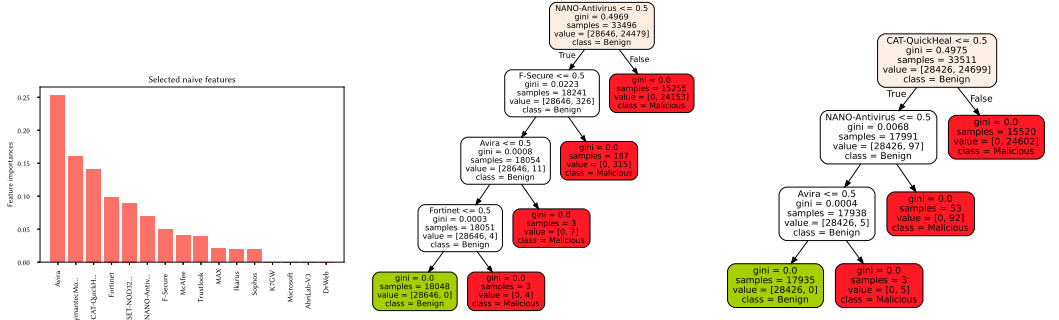 Selected naive features
Feature importances
0.25
0.20
0.15
0.10
0.05
0.00
Avira
ymantecMo...
CAT-QuickH...
Fortinet
SET-NOD32...
NANO-Antiv...
F-Secure
McAfee
Trustlook
MAX
Ikarus
Sophos
K7GW
Microsoft
AhnLab-V3
DrWeb
NANO-Antivirus <= 0.5
gini = 0.4969
samples = 33496
value = [28646, 24479]
class = Benign
True
False
F-Secure <= 0.5
gini = 0.0223
samples = 18241
value = [28646, 326]
class = Benign
gini = 0.0
samples = 15255
value = [0, 24153]
class = Malicious
Avira <= 0.5
gini = 0.0008
samples = 18054
value = [28646, 11]
class = Benign
gini = 0.0
samples = 187
value = [0, 315]
class = Malicious
Fortinet <= 0.5
gini = 0.0003
samples = 18051
value = [28646, 4]
class = Benign
gini = 0.0
samples = 3
value = [0, 7]
class = Malicious
gini = 0.0
samples = 18048
value = [28646, 0]
class = Benign
gini = 0.0
samples = 3
value = [0, 4]
class = Malicious
CAT-QuickHeal <= 0.5
gini = 0.4975
samples = 33511
value = [28426, 24699]
class = Benign
True
False
NANO-Antivirus <= 0.5
gini = 0.0068
samples = 17991
value = [28426, 97]
class = Benign
gini = 0.0
samples = 15520
value = [0, 24602]
class = Malicious
Avira <= 0.5
gini = 0.0004
samples = 17938
value = [28426, 5]
class = Benign
gini = 0.0
samples = 53
value = [0, 92]
class = Malicious
gini = 0.0
samples = 17935
value = [28426, 0]
class = Benign
gini = 0.0
samples = 3
value = [0, 5]
class = Malicious